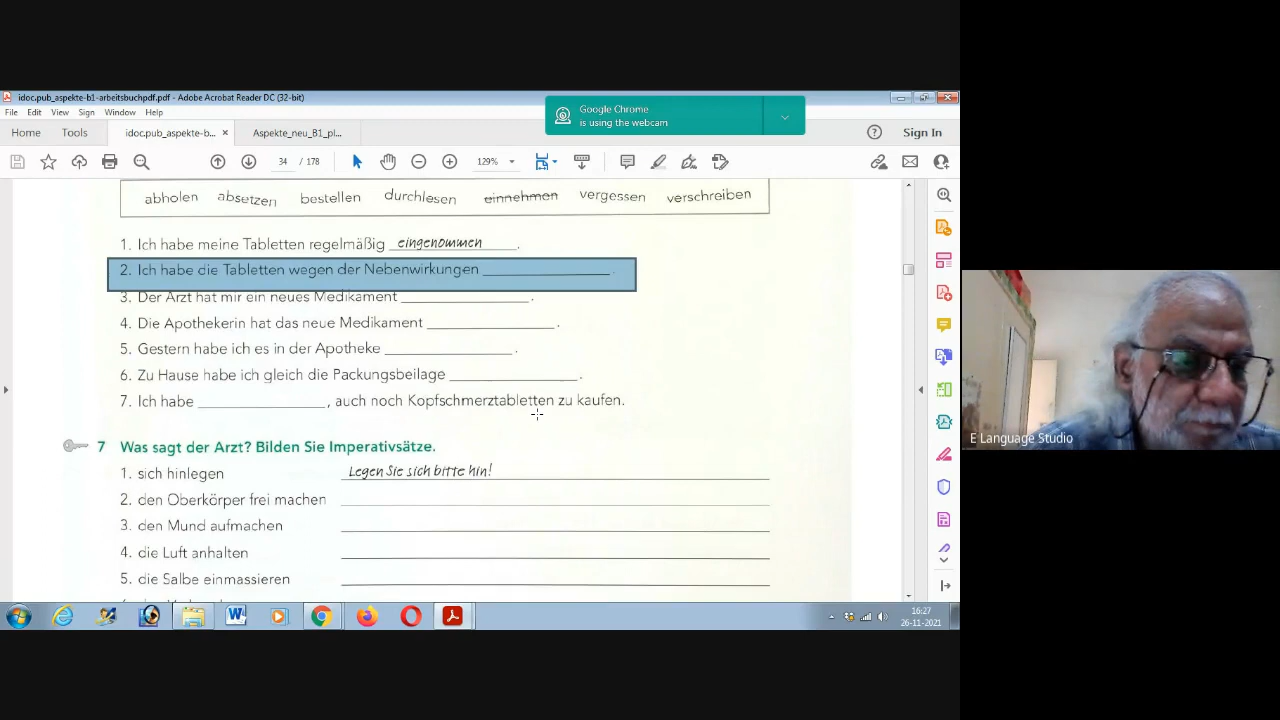 idoc.pub_aspekte-b1-arbeitsbuchpdf.pdf - Adobe Acrobat Reader DC (32-bit)
File Edit View Sign Window Help
Google Chrome
is using the webcam
Home Tools idoc.pub_aspekte-b... × Aspekte_neu_B1_pl... Sign In
34 / 178 129%
abholen absetzen bestellen durchlesen einnehmen vergessen verschreiben
1. Ich habe meine Tabletten regelmäßig eingenommen.
2. Ich habe die Tabletten wegen der Nebenwirkungen ____________.
3. Der Arzt hat mir ein neues Medikament ____________.
4. Die Apothekerin hat das neue Medikament ____________.
5. Gestern habe ich es in der Apotheke ____________.
6. Zu Hause habe ich gleich die Packungsbeilage ____________.
7. Ich habe ____________, auch noch Kopfschmerztabletten zu kaufen.
7 Was sagt der Arzt? Bilden Sie Imperativsätze.
1. sich hinlegen Legen Sie sich bitte hin!
2. den Oberkörper frei machen
3. den Mund aufmachen
4. die Luft anhalten
5. die Salbe einmassieren
E Language Studio
16:27
26-11-2021